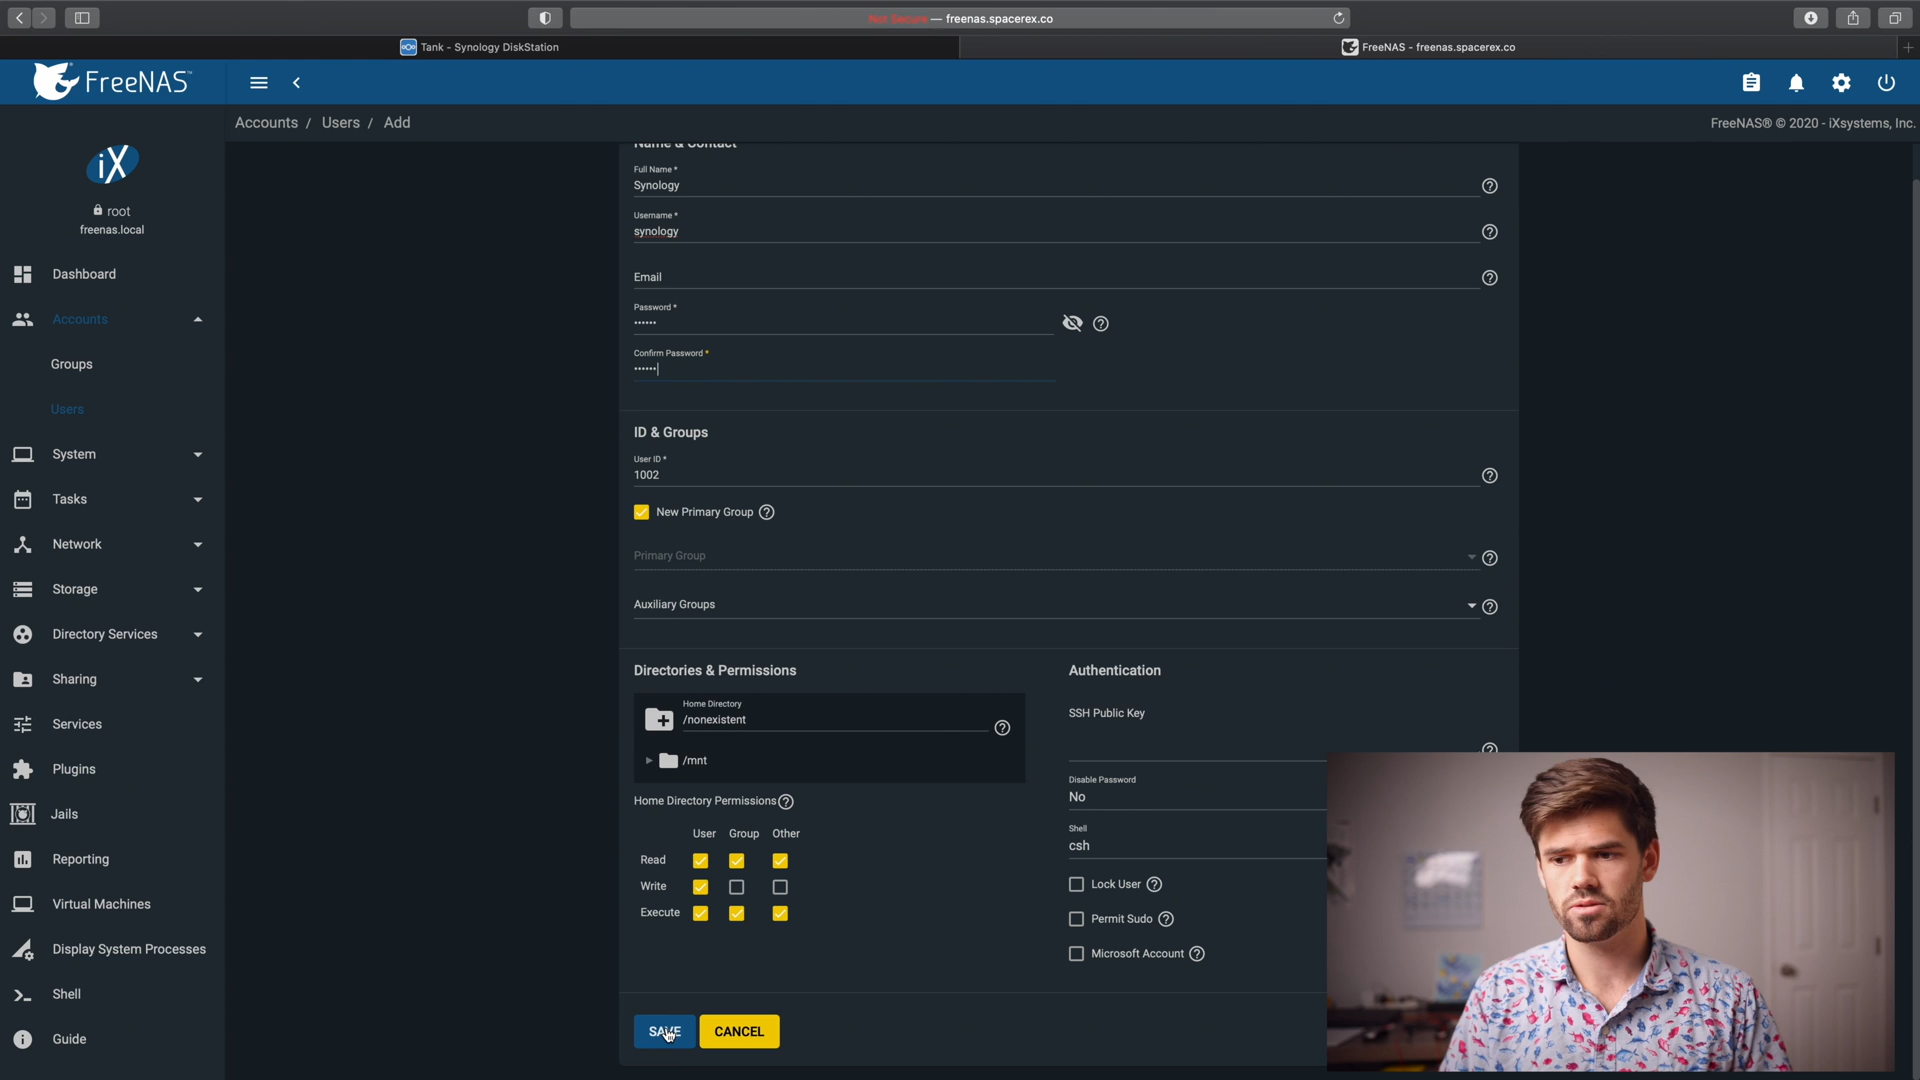 Not Secure — freenas.spacerex.co
Tank - Synology DiskStation
FreeNAS - freenas.spacerex.co
FreeNAS™
Accounts / Users / Add
FreeNAS® © 2020 - iXsystems, Inc.
iX
root
freenas.local
Dashboard
Accounts
Groups
Users
System
Tasks
Network
Storage
Directory Services
Sharing
Services
Plugins
Jails
Reporting
Virtual Machines
Display System Processes
Shell
Guide
Name & Contact
Full Name *
Synology
Username *
synology
Email
Password *
••••••
Confirm Password *
••••••
ID & Groups
User ID *
1002
New Primary Group
Primary Group
Auxiliary Groups
Directories & Permissions
Home Directory
/nonexistent
/mnt
Home Directory Permissions
User Group Other
Read
Write
Execute
Authentication
SSH Public Key
Disable Password
No
Shell
csh
Lock User
Permit Sudo
Microsoft Account
SAVE
CANCEL